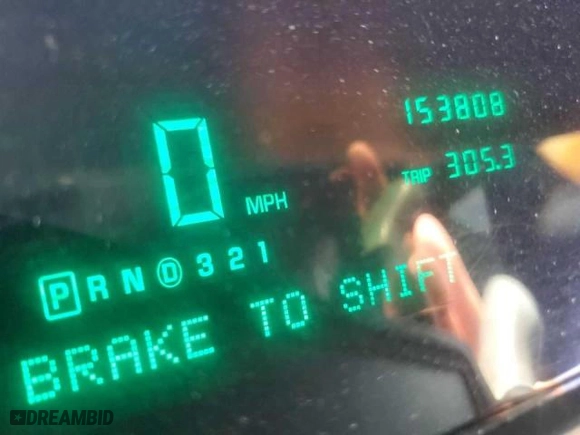 153808
0 MPH
TRIP 305.3
P R N D 3 2 1
BRAKE TO SHIFT
DREAMBID